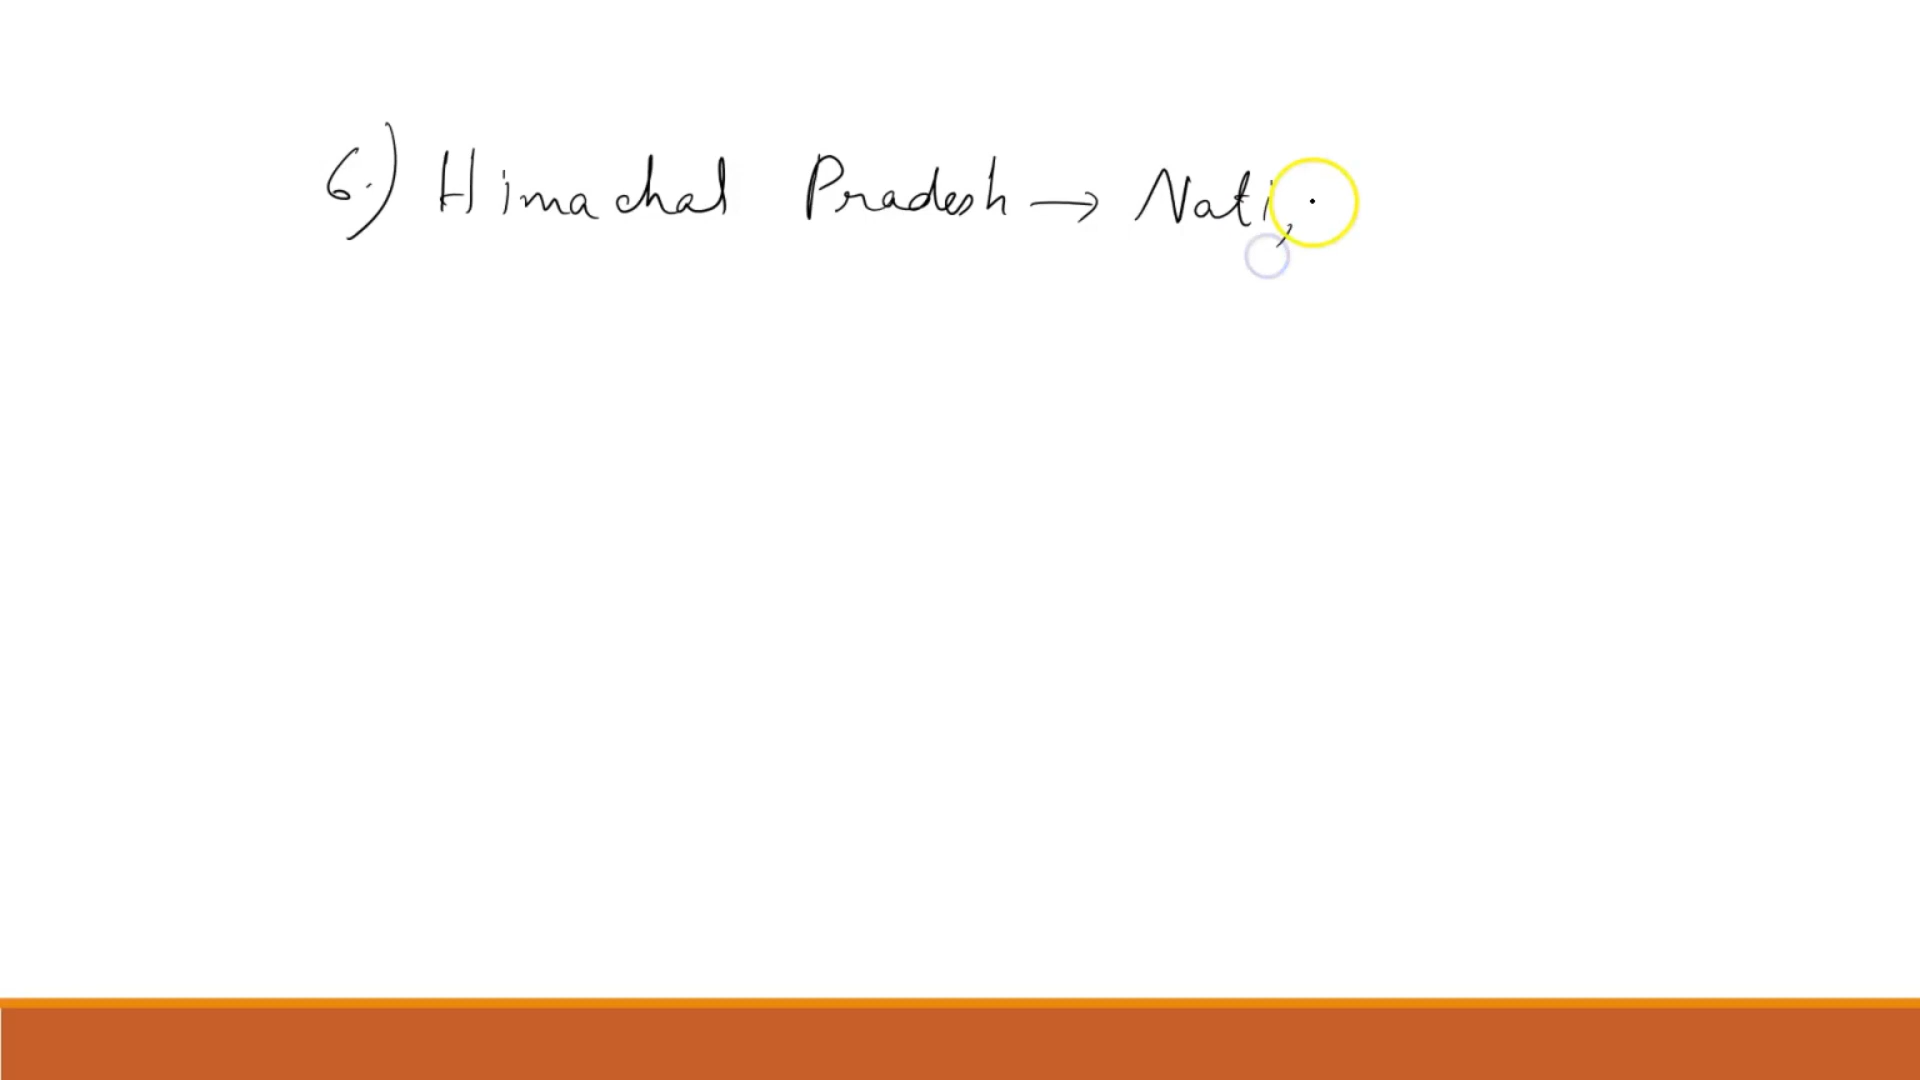 6.) Himachal Pradesh → Nati,